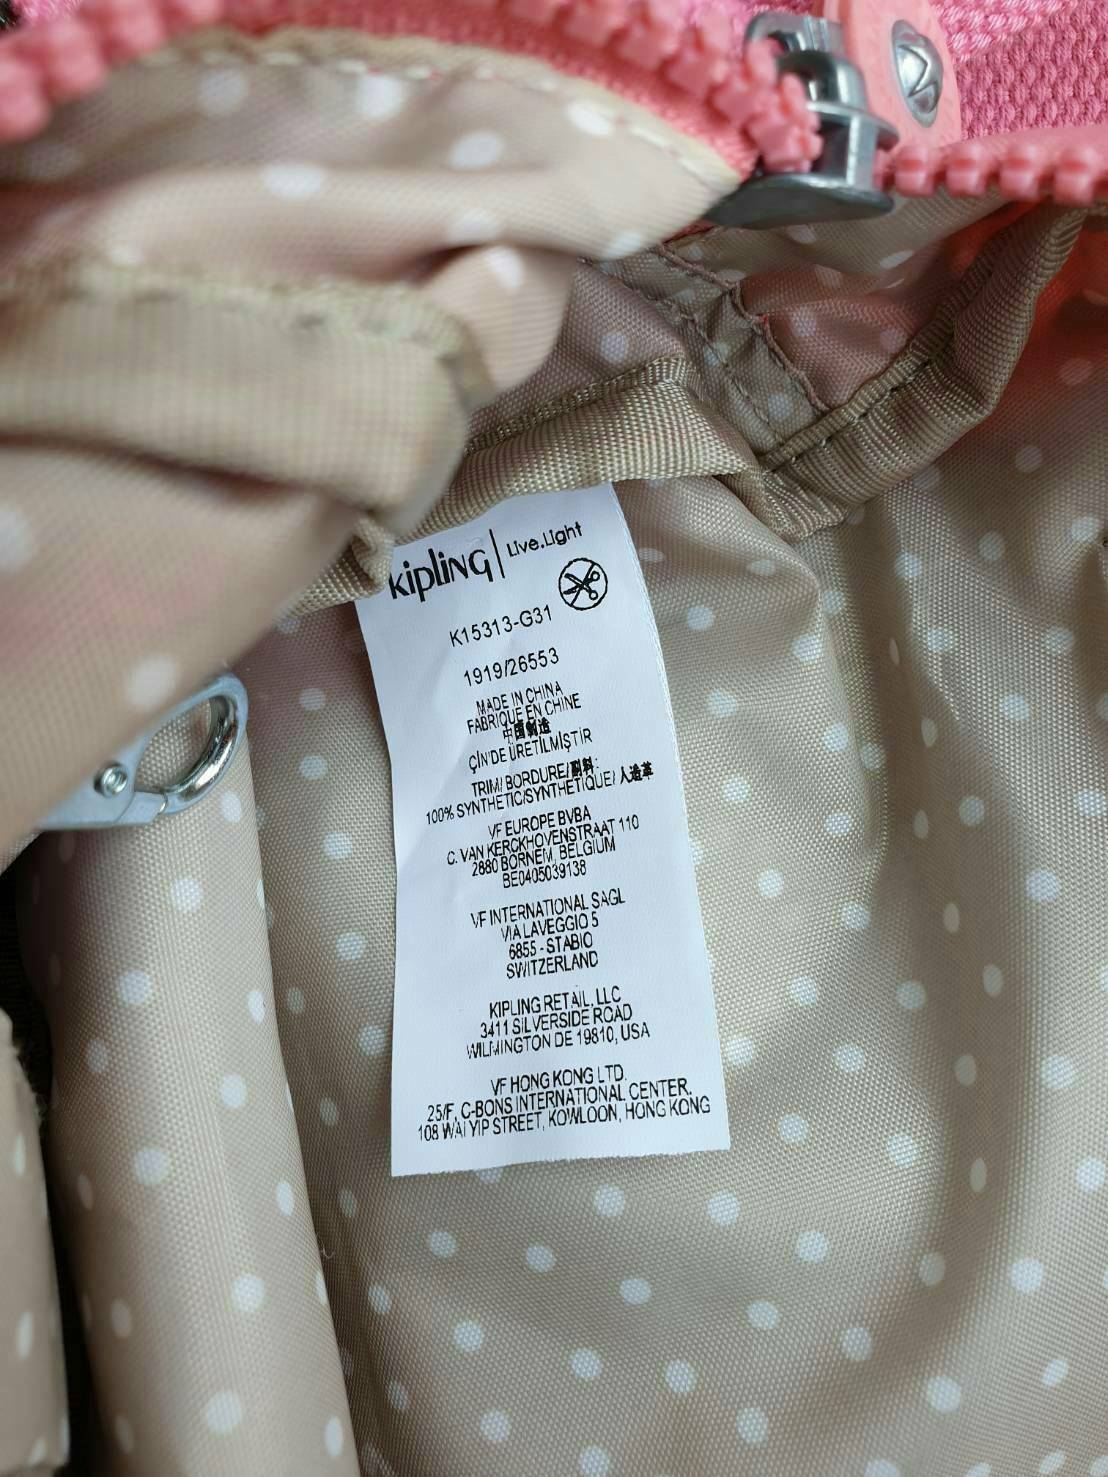 kipling | Live.Light
K15313-G31
1919/26553
MADE IN CHINA
FABRIQUE EN CHINE
中国制造
ÇİN'DE ÜRETİLMİŞTİR
TRIM/ BORDURE/副料:
100% SYNTHETIC/SYNTHETIQUE/ 人造革
VF EUROPE BVBA
C. VAN KERCKHOVENSTRAAT 110
2880 BORNEM, BELGIUM
BE0405039138
VF INTERNATIONAL SAGL
VIA LAVEGGIO 5
6855 - STABIO
SWITZERLAND
KIPLING RETAIL, LLC
3411 SILVERSIDE ROAD
WILMINGTON DE 19810, USA
VF HONG KONG LTD.
25/F, C-BONS INTERNATIONAL CENTER,
108 WAI YIP STREET, KOWLOON, HONG KONG